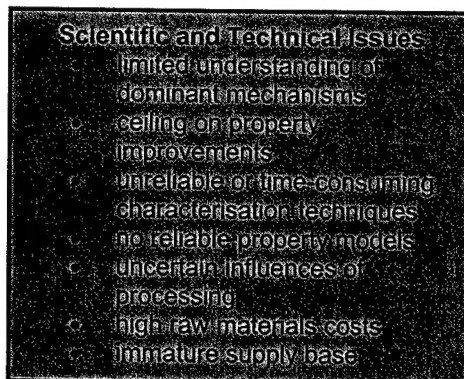 Scientific and Technical Issues
limited understanding of
dominant mechanisms
ceiling on property
improvements
unreliable or time-consuming
characterisation techniques
no reliable property models
uncertain influences of
processing
high raw materials costs
immature supply base